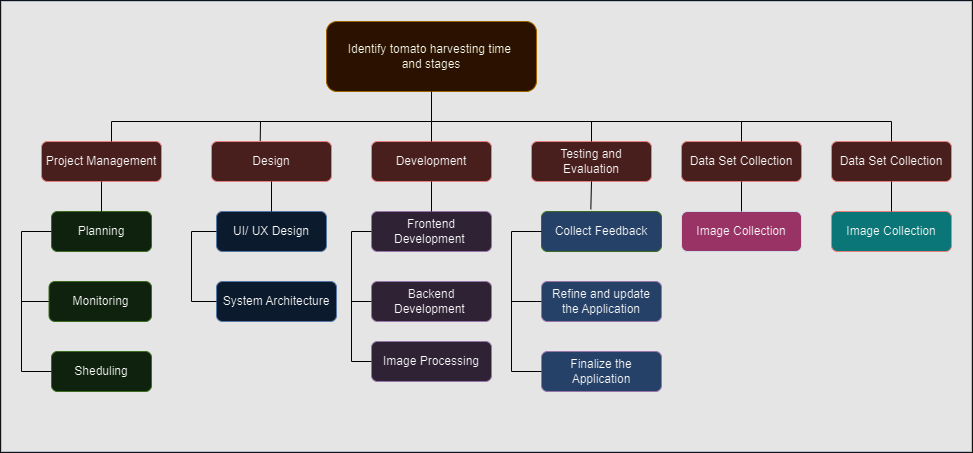 Identify tomato harvesting time
and stages
Project Management
Design
Development
Testing and
Evaluation
Data Set Collection
Data Set Collection
Planning
UI/ UX Design
Frontend
Development
Collect Feedback
Image Collection
Image Collection
Monitoring
System Architecture
Backend
Development
Refine and update
the Application
Sheduling
Image Processing
Finalize the
Application